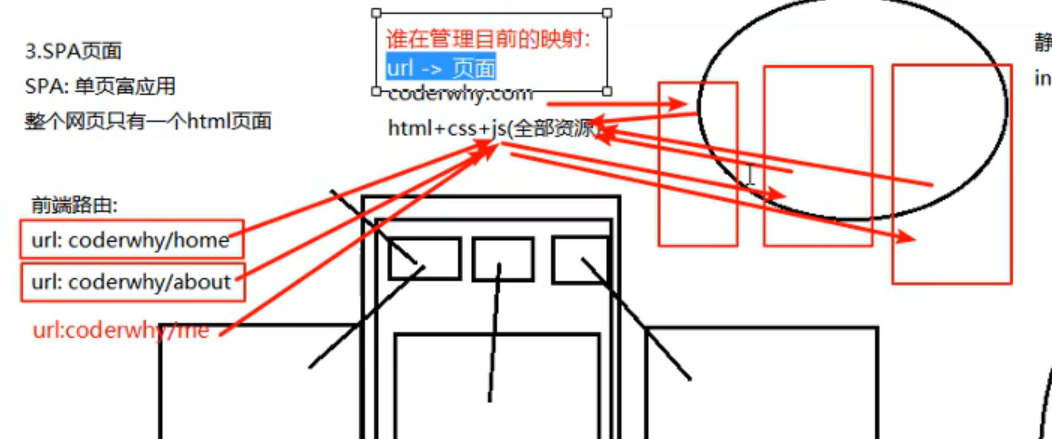 3.SPA页面
SPA: 单页富应用
整个网页只有一个html页面
谁在管理目前的映射:
url -> 页面
coderwhy.com
html+css+js(全部资源)
静
in
前端路由:
url: coderwhy/home
url: coderwhy/about
url:coderwhy/me